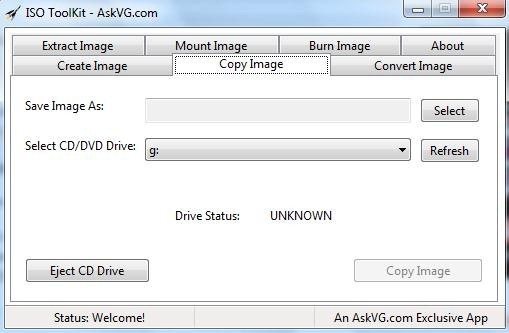 ISO ToolKit - AskVG.com
Extract Image Mount Image Burn Image About
Create Image Copy Image Convert Image
Save Image As: Select
Select CD/DVD Drive: g: Refresh
Drive Status: UNKNOWN
Eject CD Drive Copy Image
Status: Welcome! An AskVG.com Exclusive App